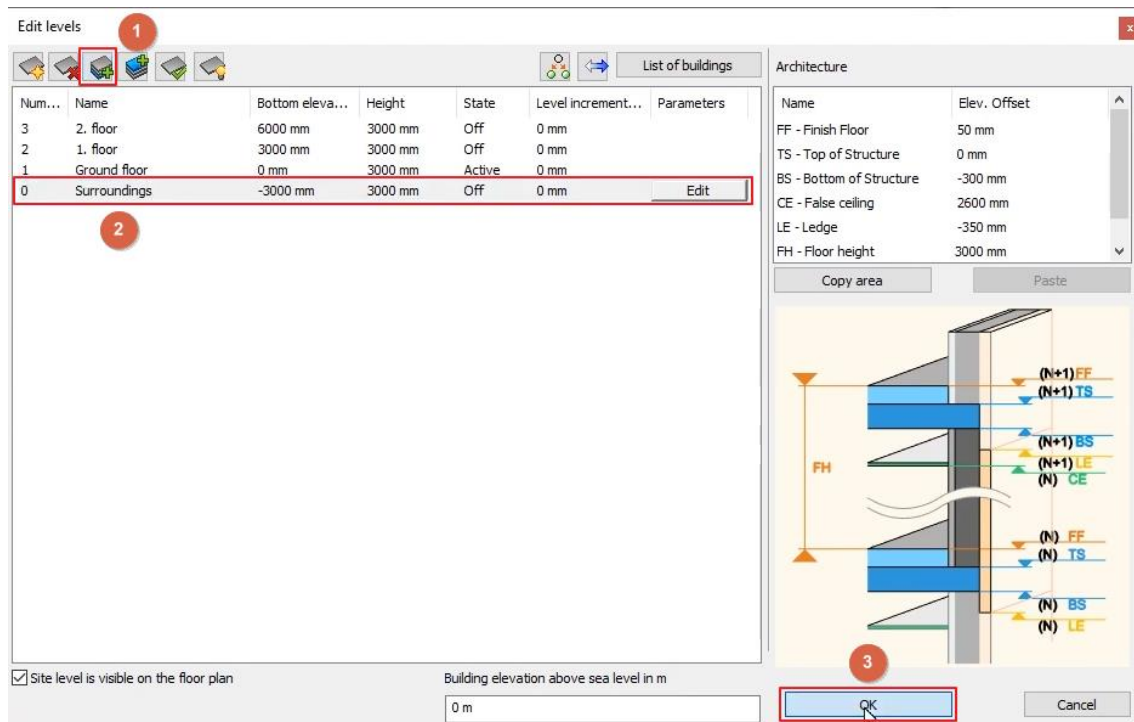 Edit levels
1
x
List of buildings
Architecture
Num... Name Bottom eleva... Height State Level increment... Parameters
3 2. floor 6000 mm 3000 mm Off 0 mm
2 1. floor 3000 mm 3000 mm Off 0 mm
1 Ground floor 0 mm 3000 mm Active 0 mm
0 Surroundings -3000 mm 3000 mm Off 0 mm Edit
2
Name Elev. Offset
FF - Finish Floor 50 mm
TS - Top of Structure 0 mm
BS - Bottom of Structure -300 mm
CE - False ceiling 2600 mm
LE - Ledge -350 mm
FH - Floor height 3000 mm
Copy area Paste
(N+1) FF
(N+1) TS
(N+1) BS
(N+1) LE
(N) CE
FH
(N) FF
(N) TS
(N) BS
(N) LE
3
Site level is visible on the floor plan
Building elevation above sea level in m
0 m
OK Cancel